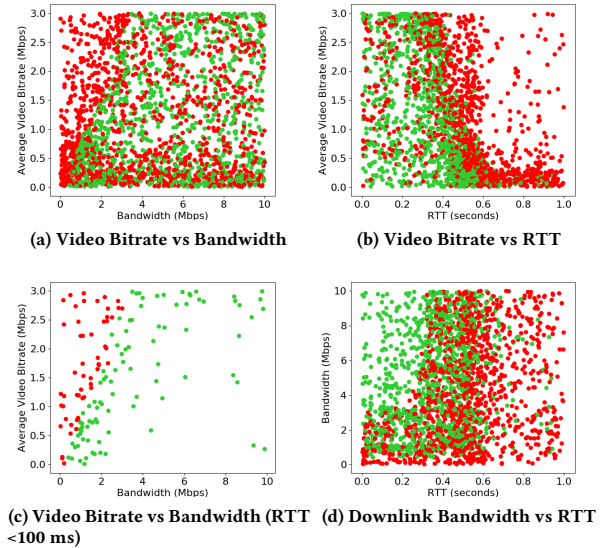 3.0
2.5
2.0
1.5
1.0
0.5
0.0
Average Video Bitrate (Mbps)
0 2 4 6 8 10
Bandwidth (Mbps)
(a) Video Bitrate vs Bandwidth
3.0
2.5
2.0
1.5
1.0
0.5
0.0
Average Video Bitrate (Mbps)
0.0 0.2 0.4 0.6 0.8 1.0
RTT (seconds)
(b) Video Bitrate vs RTT
3.0
2.5
2.0
1.5
1.0
0.5
0.0
Average Video Bitrate (Mbps)
0 2 4 6 8 10
Bandwidth (Mbps)
(c) Video Bitrate vs Bandwidth (RTT
<100 ms)
10
8
6
4
2
0
Bandwidth (Mbps)
0.0 0.2 0.4 0.6 0.8 1.0
RTT (seconds)
(d) Downlink Bandwidth vs RTT